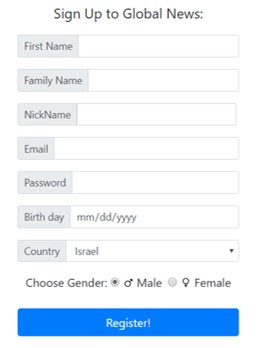 Sign Up to Global News:
First Name
Family Name
NickName
Email
Password
Birth day mm/dd/yyyy
Country Israel
Choose Gender: ♂ Male ♀ Female
Register!